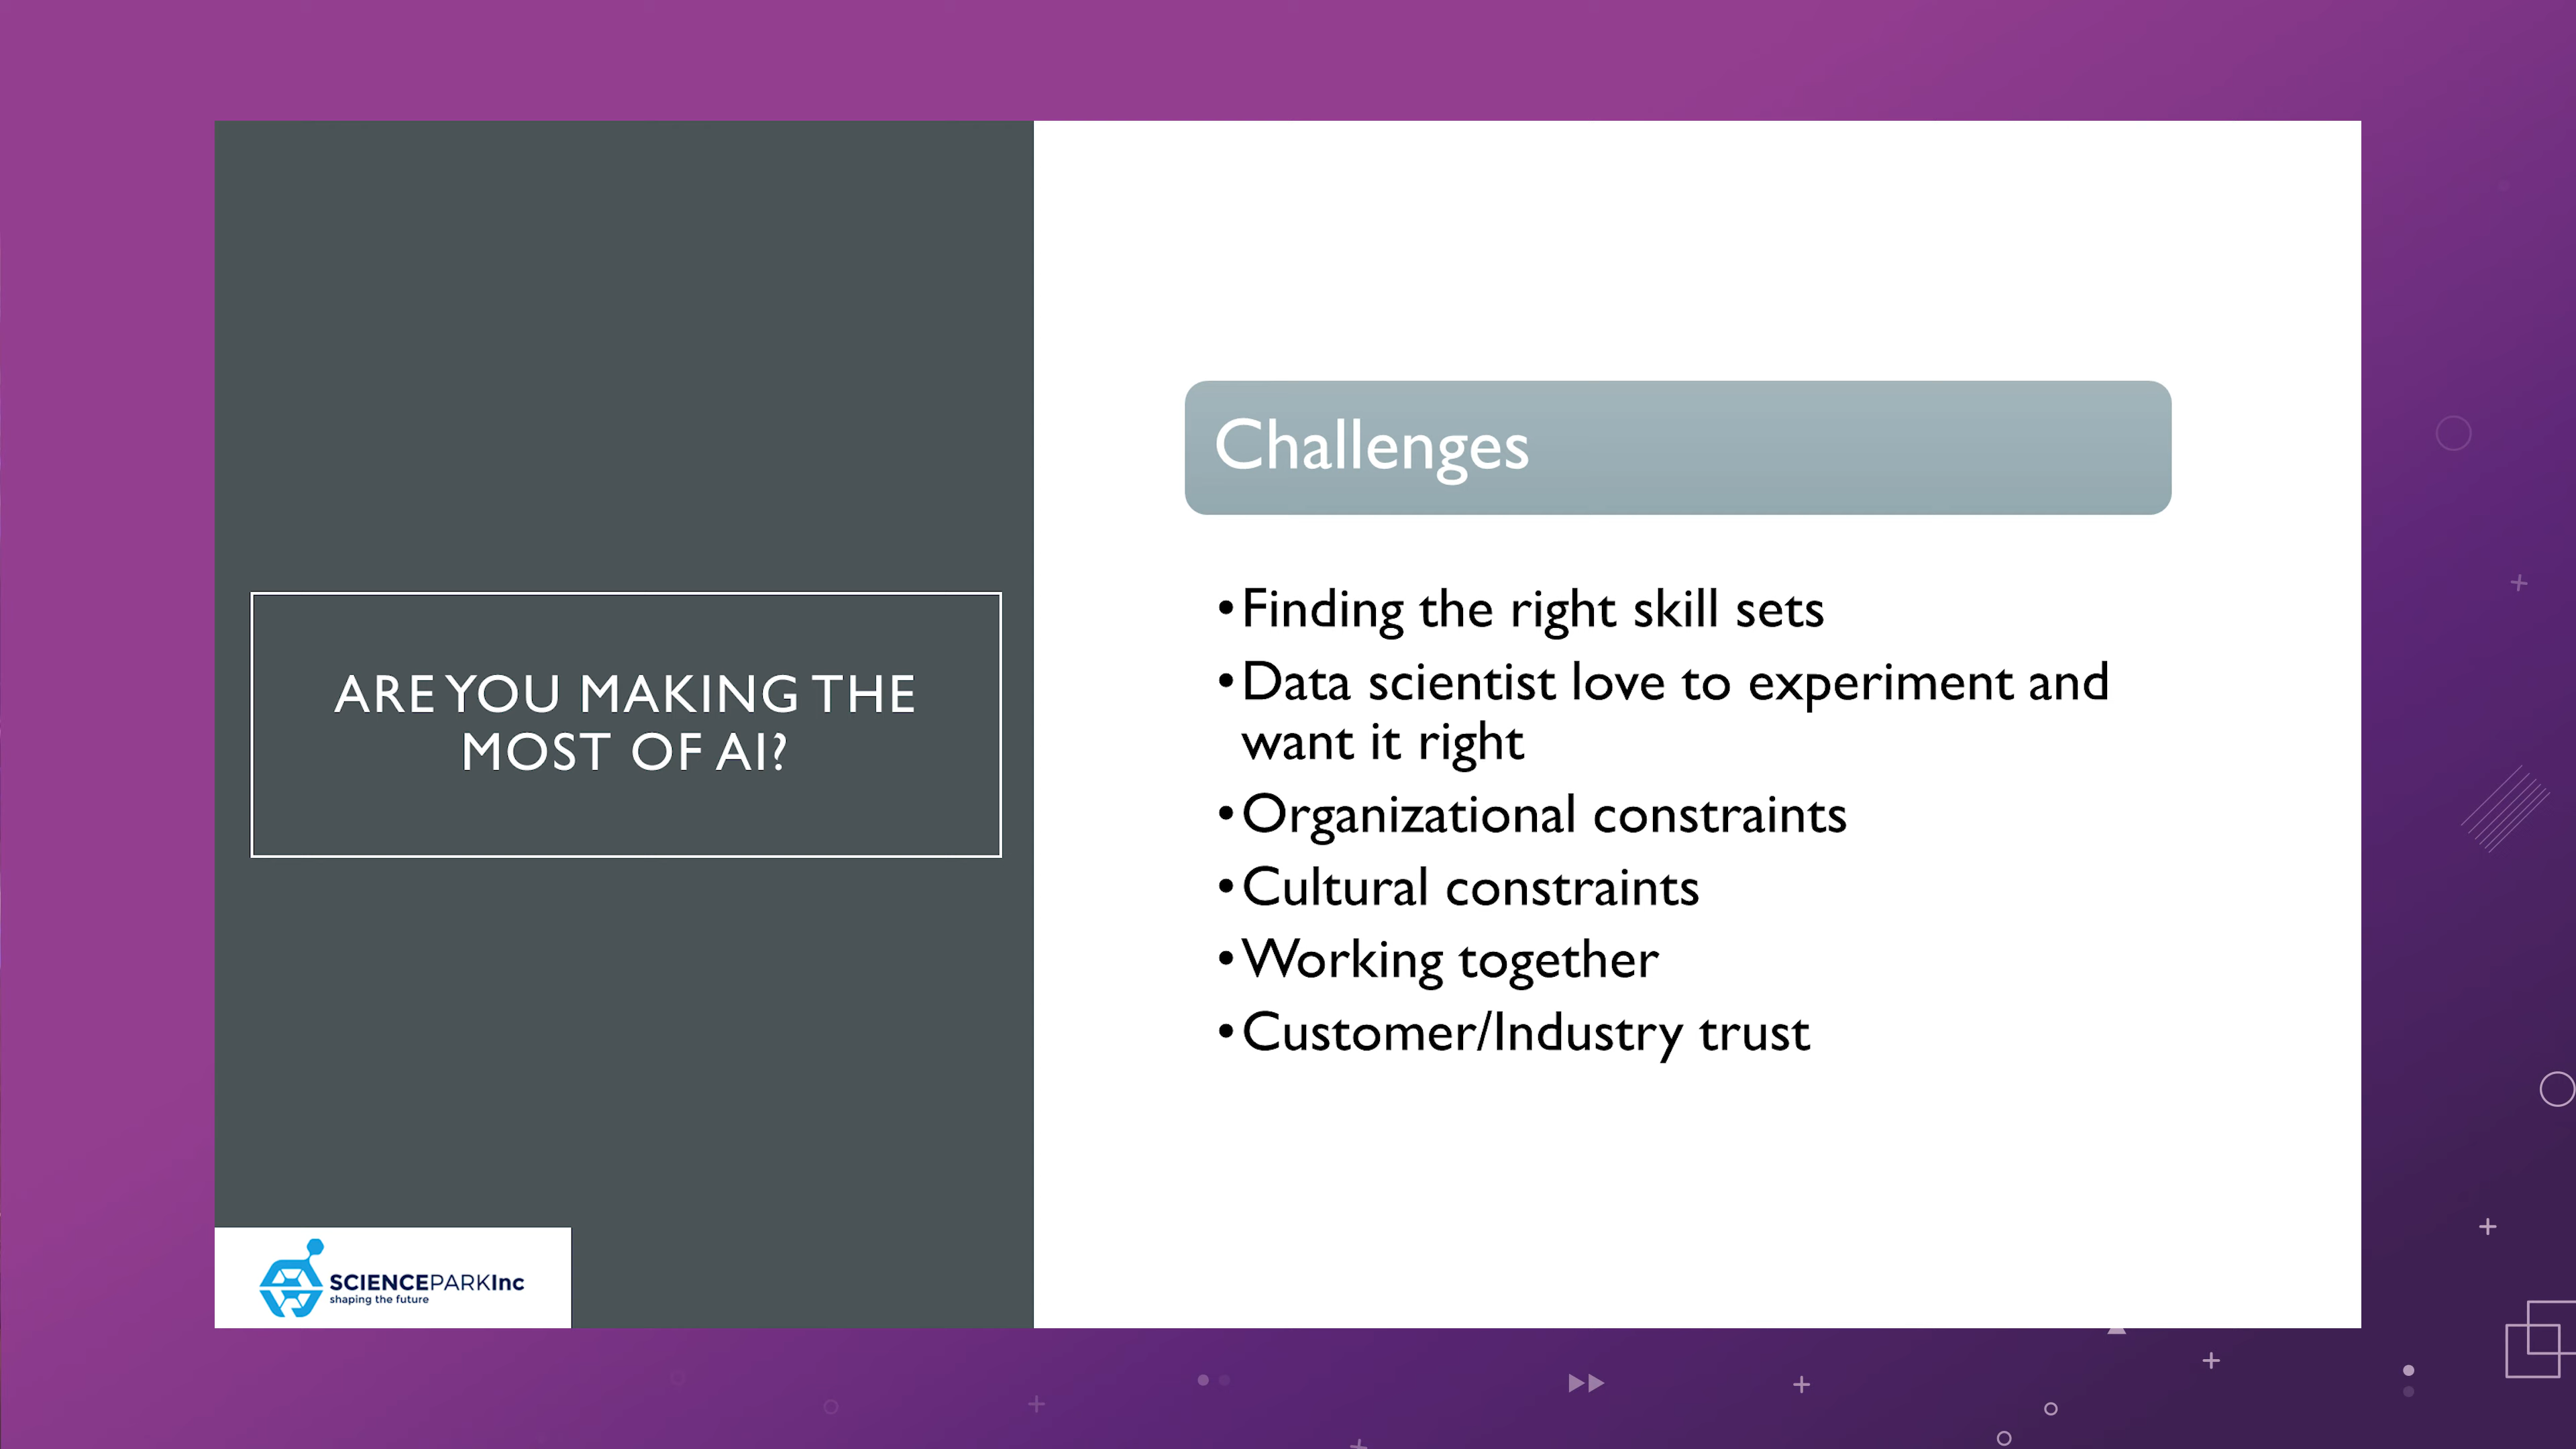 ARE YOU MAKING THE
MOST OF AI?
Challenges
•Finding the right skill sets
•Data scientist love to experiment and
want it right
•Organizational constraints
•Cultural constraints
•Working together
•Customer/Industry trust
SCIENCEPARKInc
shaping the future